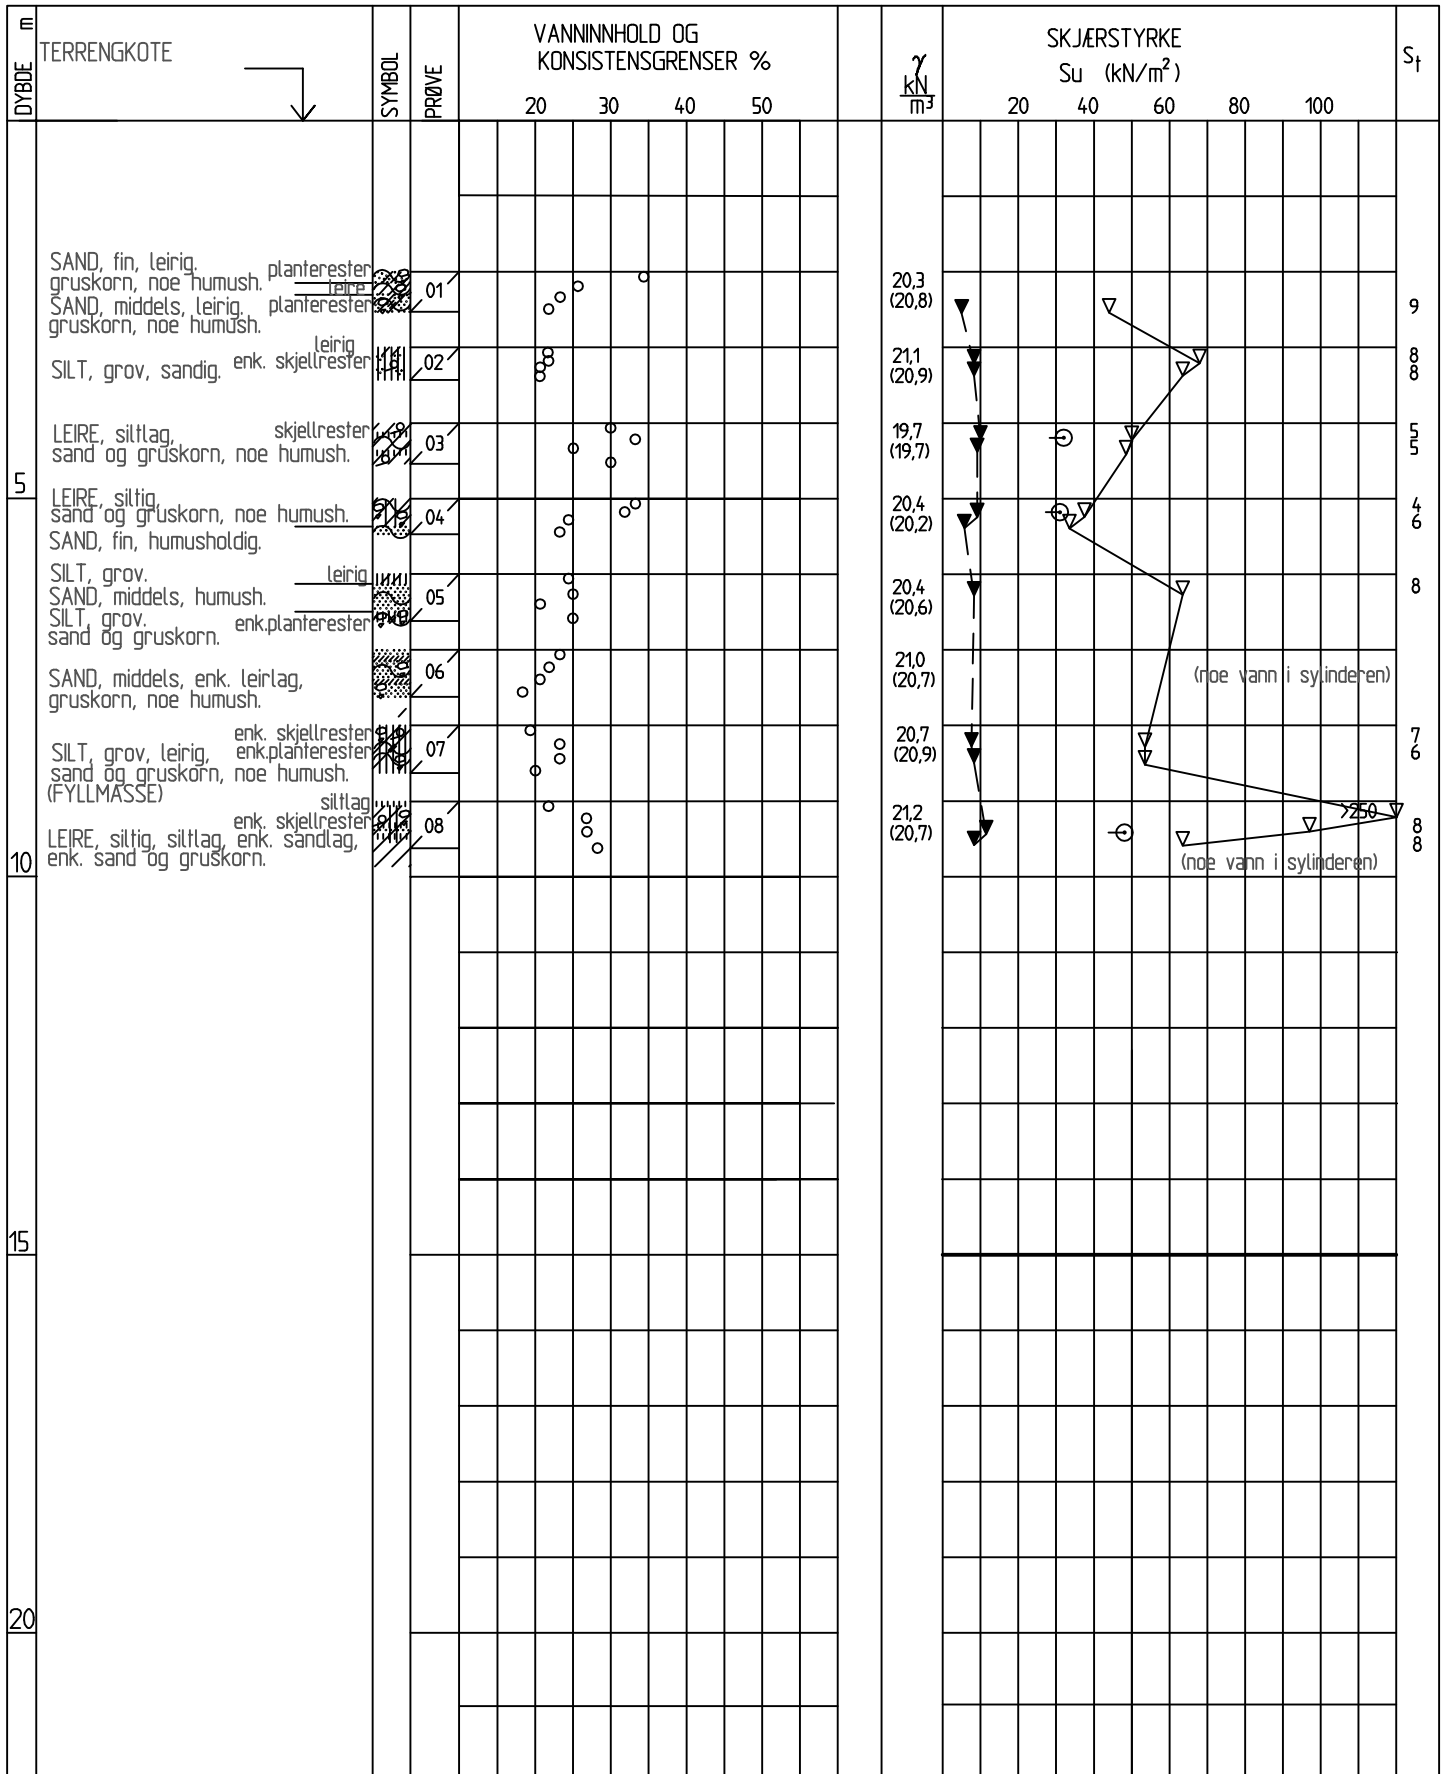 DYBDE m
TERRENGKOTE
SYMBOL
PRØVE
VANNINNHOLD OG
KONSISTENSGRENSER %
20 30 40 50
γ
kN
m³
SKJÆRSTYRKE
Su (kN/m²)
20 40 60 80 100
St
SAND, fin, leirig. planterester
gruskorn, noe humush. leire
SAND, middels, leirig. planterester
gruskorn, noe humush.
01
20,3
(20,8)
9
leirig
enk. skjellrester
SILT, grov, sandig.
02
21,1
(20,9)
8
8
LEIRE, siltlag, skjellrester
sand og gruskorn, noe humush.
03
19,7
(19,7)
5
5
5
LEIRE, siltig,
sand og gruskorn, noe humush.
SAND, fin, humusholdig.
04
20,4
(20,2)
4
6
SILT, grov. leirig
SAND, middels, humush.
SILT, grov.
sand og gruskorn. enk.planterester
05
20,4
(20,6)
8
SAND, middels, enk. leirlag,
gruskorn, noe humush.
06
21,0
(20,7)
(noe vann i sylinderen)
enk. skjellrester
SILT, grov, leirig, enk.planterester
sand og gruskorn, noe humush.
(FYLLMASSE)
07
20,7
(20,9)
7
6
siltlag
enk. skjellrester
LEIRE, siltig, siltlag, enk. sandlag,
enk. sand og gruskorn.
08
21,2
(20,7)
>250
8
8
(noe vann i sylinderen)
10
15
20